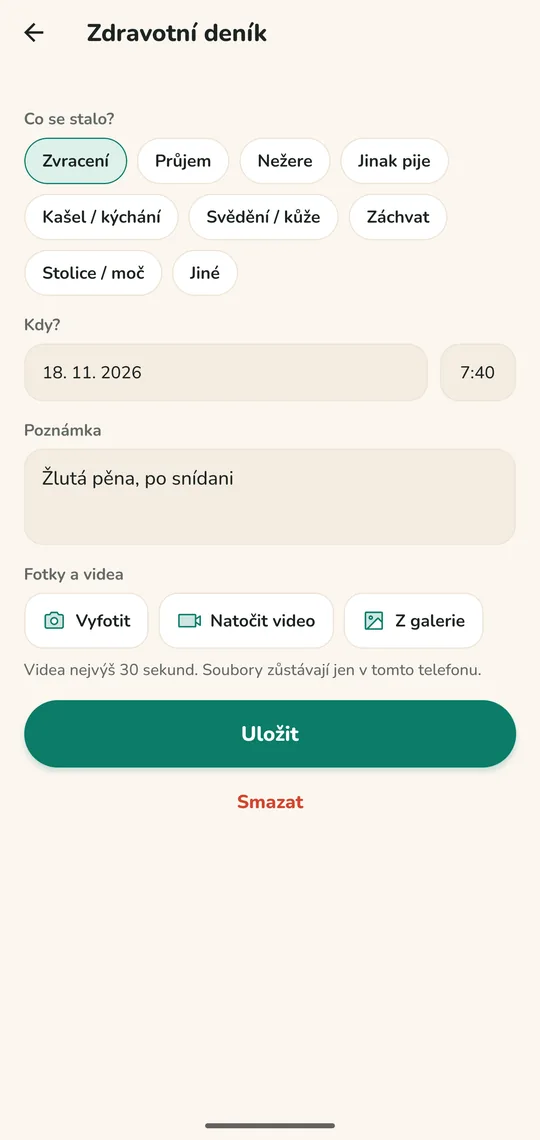 Zdravotní deník
Co se stalo?
Zvracení Průjem Nežere Jinak pije
Kašel / kýchání Svědění / kůže Záchvat
Stolice / moč Jiné
Kdy?
18. 11. 2026 7:40
Poznámka
Žlutá pěna, po snídani
Fotky a videa
Vyfotit Natočit video Z galerie
Videa nejvýš 30 sekund. Soubory zůstávají jen v tomto telefonu.
Uložit
Smazat